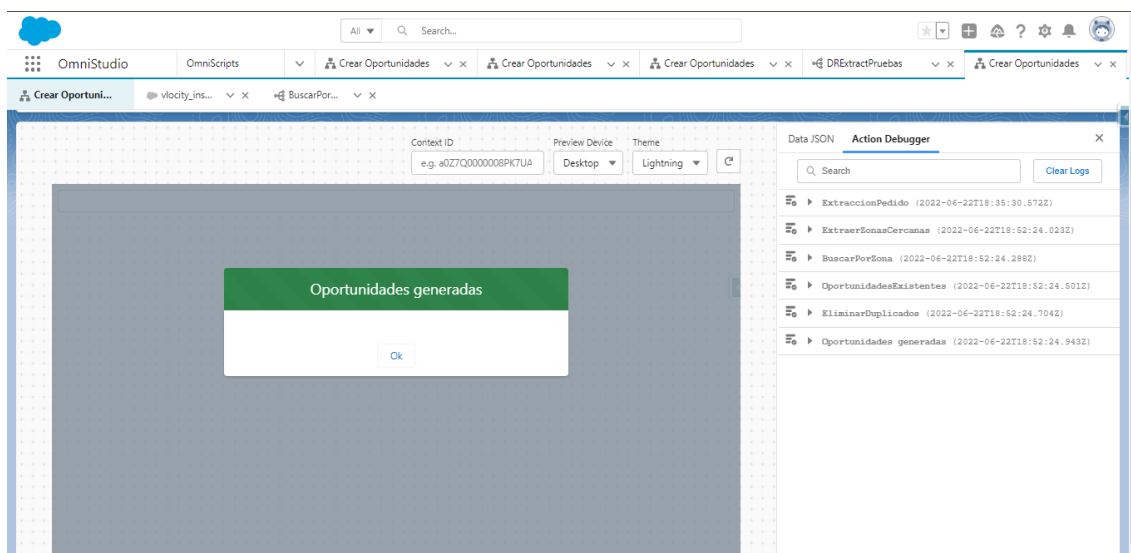 All Search...
OmniStudio OmniScripts Crear Oportunidades Crear Oportunidades Crear Oportunidades DRExtractPruebas Crear Oportunidades
Crear Oportuni... vlocity_ins... BuscarPor...
Context ID Preview Device Theme
e.g. a0Z7Q0000008PK7UA Desktop Lightning
Oportunidades generadas
Ok
Data JSON Action Debugger
Search Clear Logs
ExtraccionPedido (2022-06-22T18:35:30.572Z)
ExtraerZonasCercanas (2022-06-22T18:52:24.023Z)
BuscarPorZona (2022-06-22T18:52:24.288Z)
OportunidadesExistentes (2022-06-22T18:52:24.501Z)
EliminarDuplicados (2022-06-22T18:52:24.704Z)
Oportunidades generadas (2022-06-22T18:52:24.943Z)